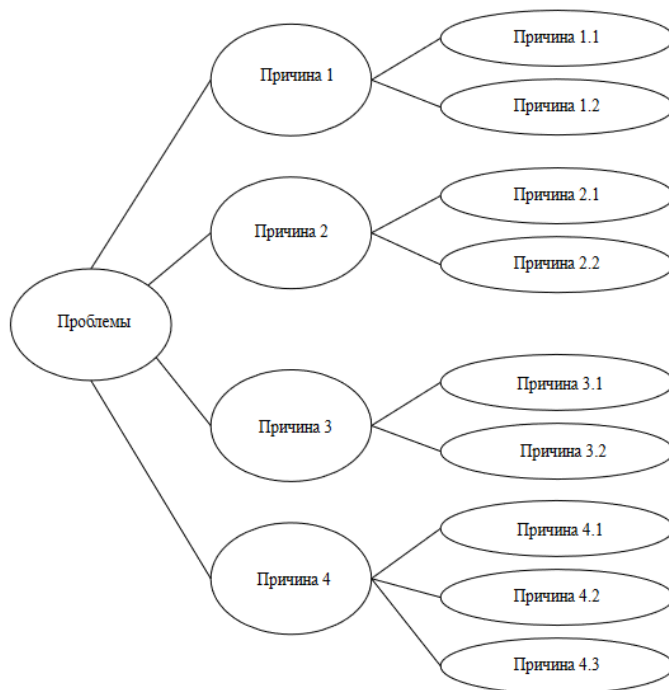 Проблемы
Причина 1
Причина 1.1
Причина 1.2
Причина 2
Причина 2.1
Причина 2.2
Причина 3
Причина 3.1
Причина 3.2
Причина 4
Причина 4.1
Причина 4.2
Причина 4.3